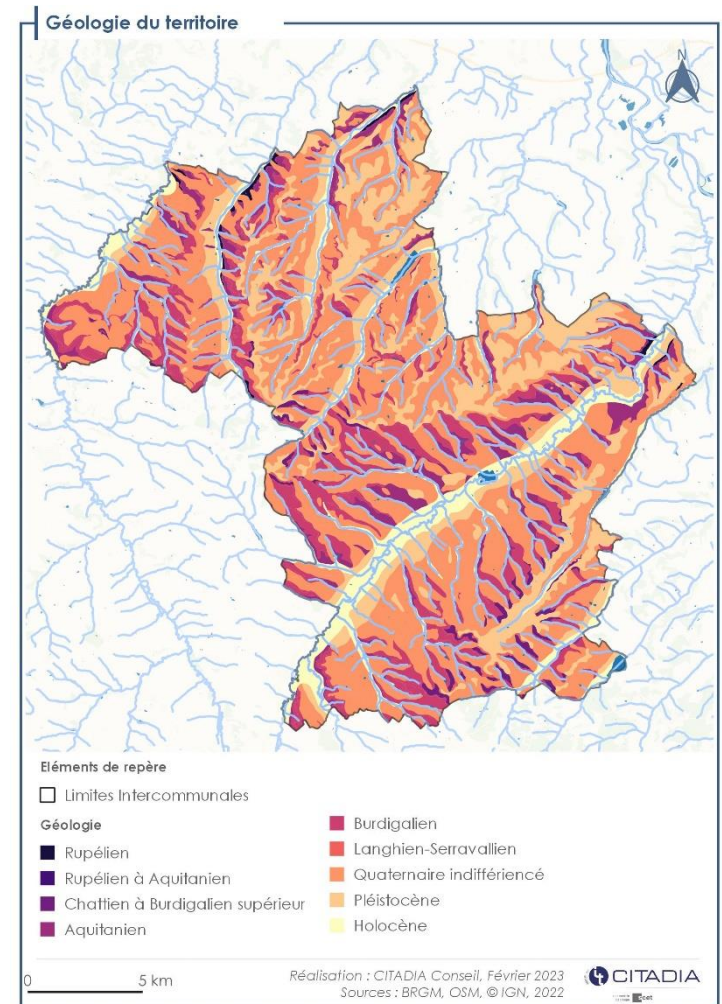 Géologie du territoire
N
Eléments de repère
Limites Intercommunales
Géologie
Rupélien
Rupélien à Aquitanien
Chattien à Burdigalien supérieur
Aquitanien
Burdigalien
Langhien-Serravallien
Quaternaire indiffériencé
Pléistocène
Holocène
0 5 km
Réalisation : CITADIA Conseil, Février 2023
Sources : BRGM, OSM, © IGN, 2022
CITADIA